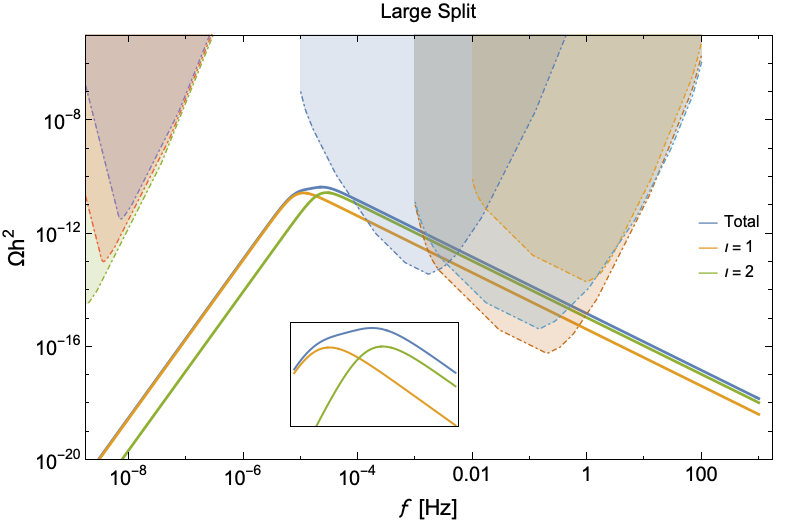 Large Split
Ωh²
10⁻⁸
10⁻¹²
10⁻¹⁶
10⁻²⁰
Total
ı = 1
ı = 2
10⁻⁸ 10⁻⁶ 10⁻⁴ 0.01 1 100
f [Hz]